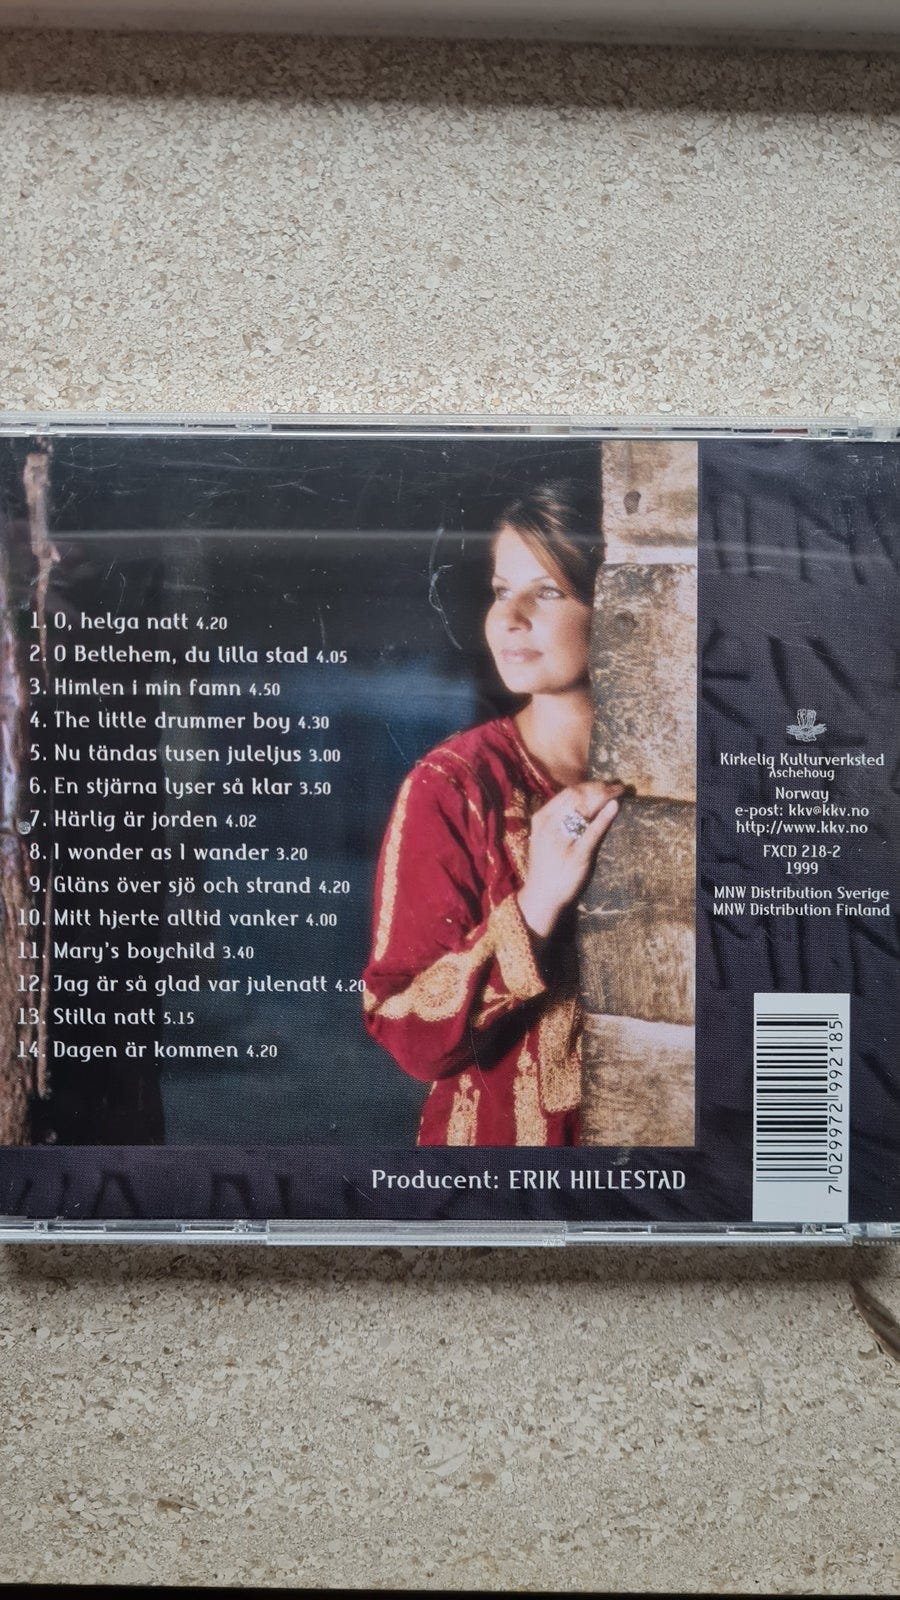 1. O, helga natt 4.20
2. O Betlehem, du lilla stad 4.05
3. Himlen i min famn 4.50
4. The little drummer boy 4.30
5. Nu tändas tusen juleljus 3.00
6. En stjärna lyser så klar 3.50
7. Härlig är jorden 4.02
8. I wonder as I wander 3.20
9. Gläns över sjö och strand 4.20
10. Mitt hjerte alltid vanker 4.00
11. Mary's boychild 3.40
12. Jag är så glad var julenatt 4.20
13. Stilla natt 5.15
14. Dagen är kommen 4.20
Producent: ERIK HILLESTAD
Kirkelig Kulturverksted
Aschehoug
Norway
e-post: kkv@kkv.no
http://www.kkv.no
FXCD 218-2
1999
MNW Distribution Sverige
MNW Distribution Finland
7 029972 992185